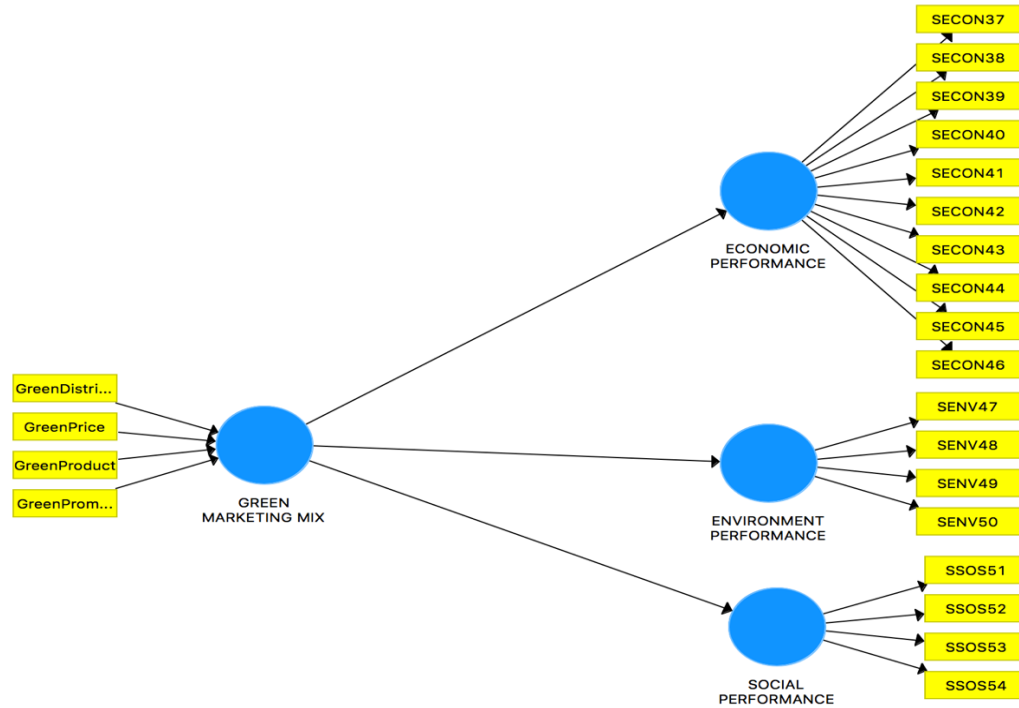 SECON37
SECON38
SECON39
SECON40
SECON41
SECON42
SECON43
SECON44
SECON45
SECON46
ECONOMIC
PERFORMANCE
GreenDistri...
GreenPrice
GreenProduct
GreenProm...
GREEN
MARKETING MIX
SENV47
SENV48
SENV49
SENV50
ENVIRONMENT
PERFORMANCE
SSOS51
SSOS52
SSOS53
SSOS54
SOCIAL
PERFORMANCE